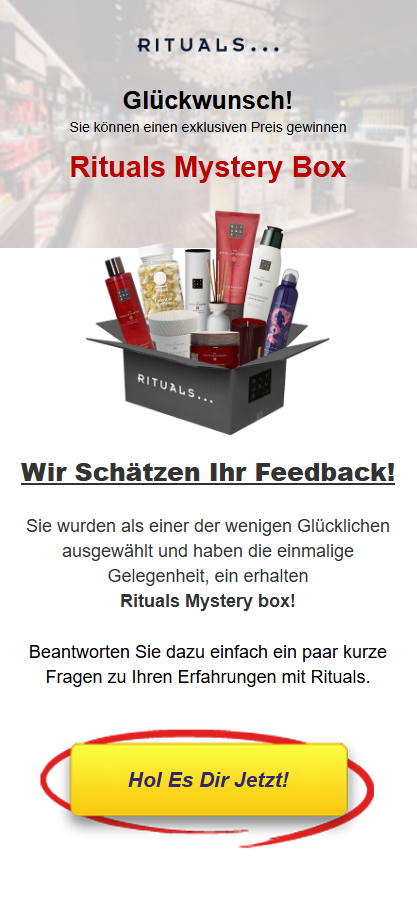 RITUALS...
Glückwunsch!
Sie können einen exklusiven Preis gewinnen
Rituals Mystery Box
RITUALS...
Wir Schätzen Ihr Feedback!
Sie wurden als einer der wenigen Glücklichen
ausgewählt und haben die einmalige
Gelegenheit, ein erhalten
Rituals Mystery box!
Beantworten Sie dazu einfach ein paar kurze
Fragen zu Ihren Erfahrungen mit Rituals.
Hol Es Dir Jetzt!